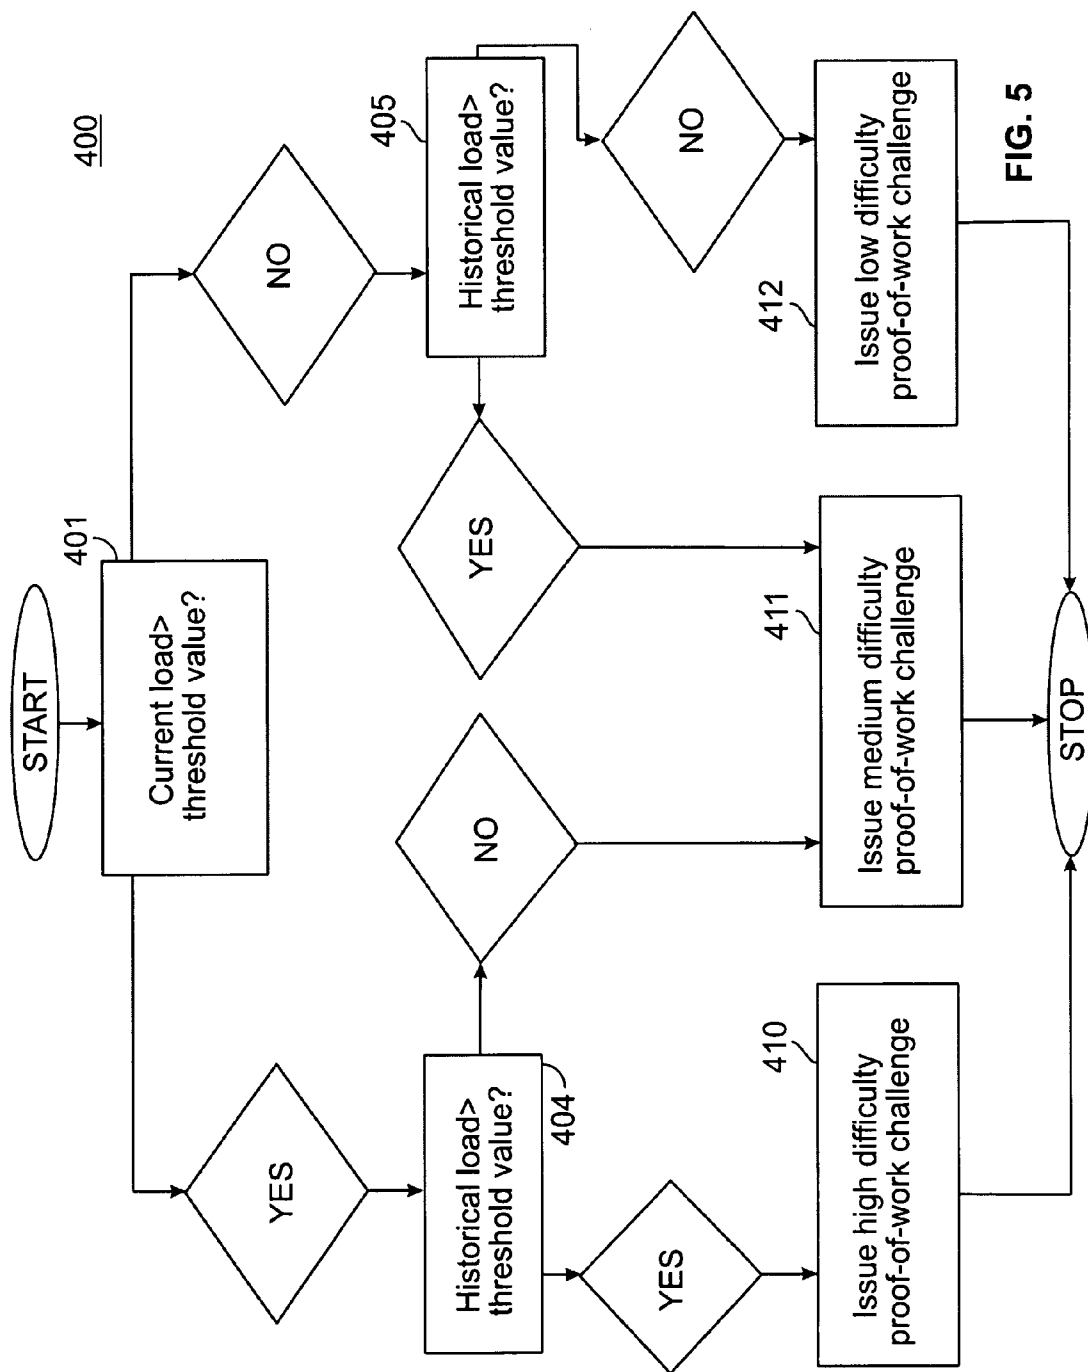 400
START
401
Current load>
threshold value?
YES
NO
Historical load>
threshold value?
404
Historical load>
threshold value?
405
YES
NO
YES
NO
410
Issue high difficulty
proof-of-work challenge
411
Issue medium difficulty
proof-of-work challenge
412
Issue low difficulty
proof-of-work challenge
STOP
FIG. 5